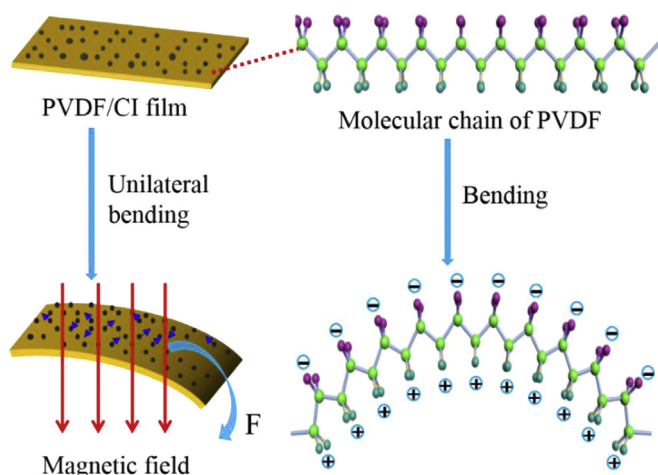 PVDF/CI film
Molecular chain of PVDF
Unilateral
bending
Bending
F
Magnetic field